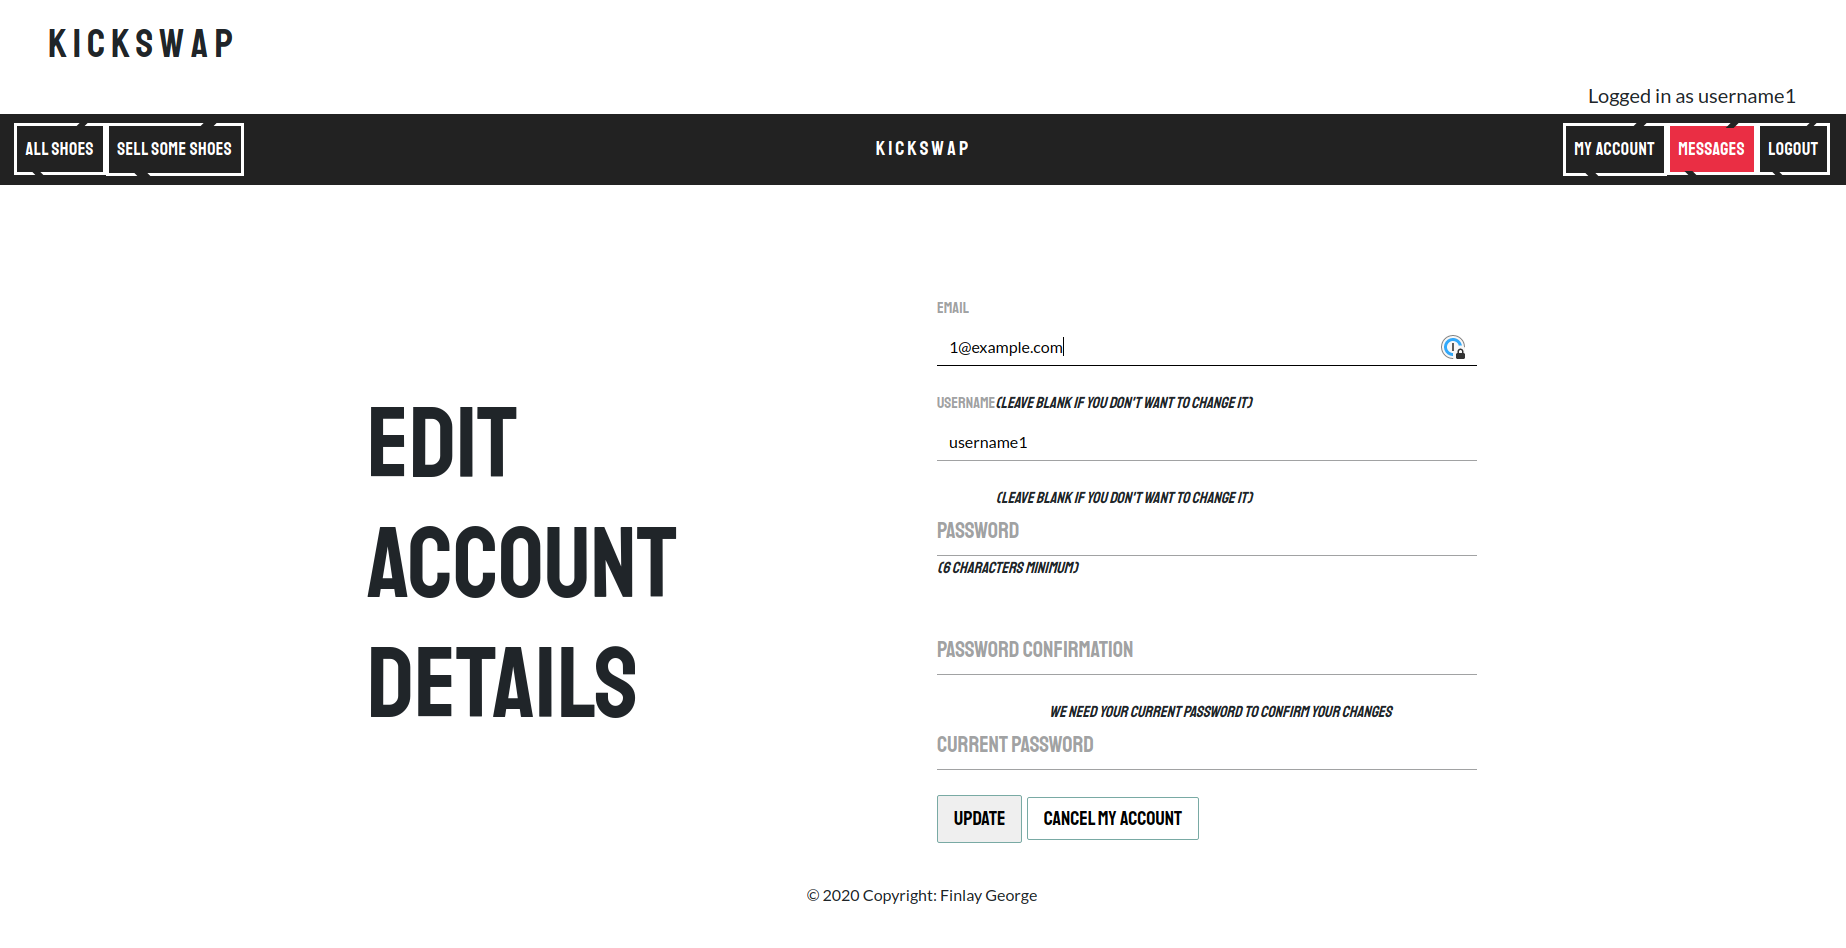 KICKSWAP
Logged in as username1
ALL SHOES SELL SOME SHOES KICKSWAP MY ACCOUNT MESSAGES LOGOUT
EDIT
ACCOUNT
DETAILS
EMAIL
1@example.com
USERNAME(LEAVE BLANK IF YOU DON'T WANT TO CHANGE IT)
username1
(LEAVE BLANK IF YOU DON'T WANT TO CHANGE IT)
PASSWORD
(6 CHARACTERS MINIMUM)
PASSWORD CONFIRMATION
WE NEED YOUR CURRENT PASSWORD TO CONFIRM YOUR CHANGES
CURRENT PASSWORD
UPDATE CANCEL MY ACCOUNT
© 2020 Copyright: Finlay George